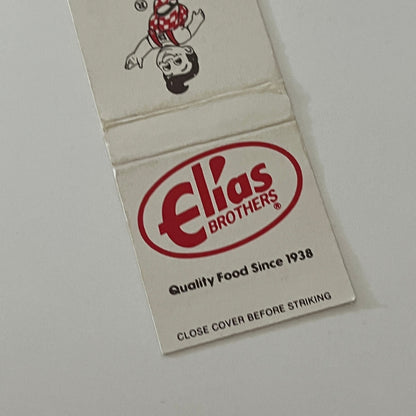 ®
Elias
BROTHERS®
Quality Food Since 1938
CLOSE COVER BEFORE STRIKING